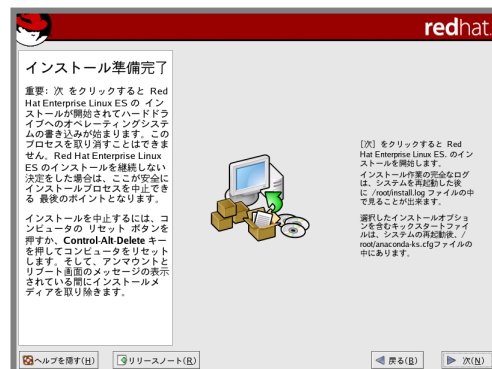 redhat.
インストール準備完了
重要: 次 をクリックすると Red
Hat Enterprise Linux ES の イン
ストールが開始されてハードドラ
イブへのオペレーティングシステ
ムの書き込みが始まります。この
プロセスを取り消すことはできま
せん。Red Hat Enterprise Linux
ES のインストールを継続しない
決定をした場合は、ここが安全に
インストールプロセスを中止でき
る 最後のポイントとなります。
インストールを中止するには、コ
ンピュータの リセット ボタンを
押すか、Control-Alt-Delete キー
を押してコンピュータをリセット
します。そして、アンマウントと
リブート画面のメッセージの表示
されている間にインストールメ
ディアを取り除きます。
[次] をクリックすると Red
Hat Enterprise Linux ES. のイン
ストールを開始します。
インストール作業の完全なログ
は、システムを再起動した後
に /root/install.log ファイルの中
で見ることが出来ます。
選択したインストールオプショ
ンを含むキックスタートファイ
ルは、システムの再起動後、/
root/anaconda-ks.cfgファイルの
中にあります。
ヘルプを隠す(H)
リリースノート(R)
戻る(B)
次(N)